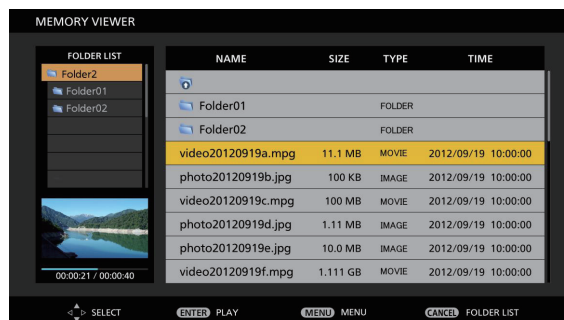 MEMORY VIEWER
FOLDER LIST
Folder2
Folder01
Folder02
00:00:21 / 00:00:40
NAME SIZE TYPE TIME
Folder01 FOLDER
Folder02 FOLDER
video20120919a.mpg 11.1 MB MOVIE 2012/09/19 10:00:00
photo20120919b.jpg 100 KB IMAGE 2012/09/19 10:00:00
video20120919c.mpg 100 MB MOVIE 2012/09/19 10:00:00
photo20120919d.jpg 1.11 MB IMAGE 2012/09/19 10:00:00
photo20120919e.jpg 10.0 MB IMAGE 2012/09/19 10:00:00
video20120919f.mpg 1.111 GB MOVIE 2012/09/19 10:00:00
SELECT ENTER PLAY MENU MENU CANCEL FOLDER LIST